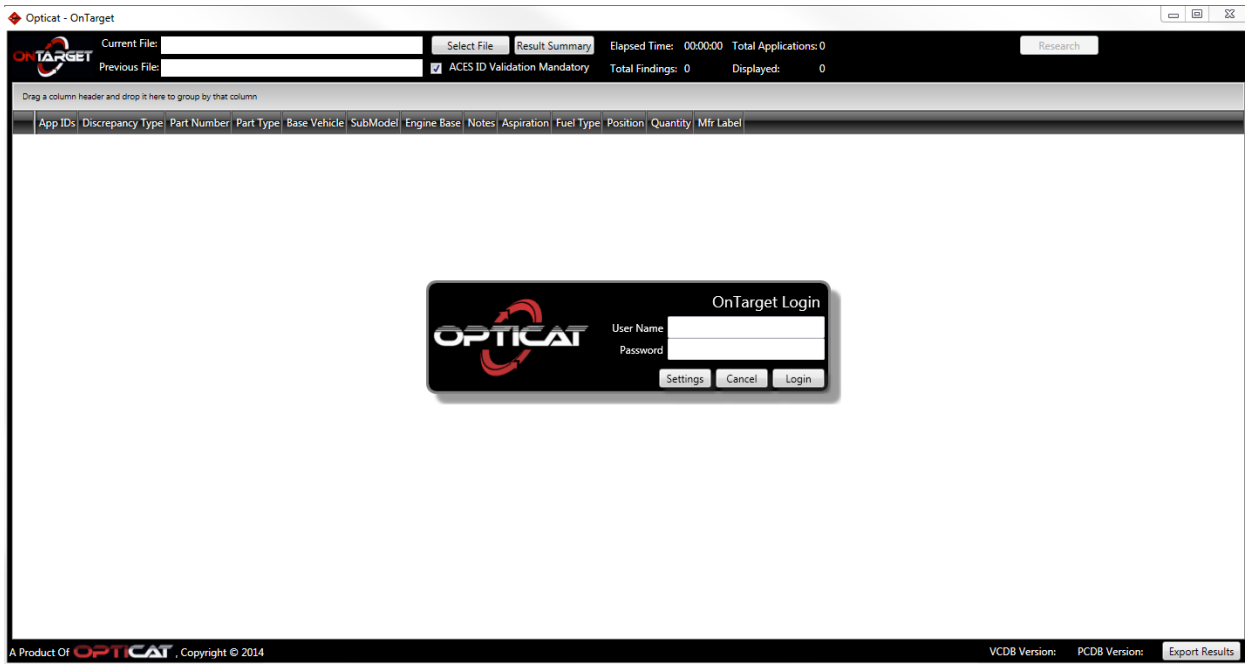 Opticat - OnTarget
ONTARGET
Current File:
Select File Result Summary Elapsed Time: 00:00:00 Total Applications: 0 Research
Previous File:
ACES ID Validation Mandatory Total Findings: 0 Displayed: 0
Drag a column header and drop it here to group by that column
App IDs Discrepancy Type Part Number Part Type Base Vehicle SubModel Engine Base Notes Aspiration Fuel Type Position Quantity Mfr Label
OPTICAT
OnTarget Login
User Name
Password
Settings Cancel Login
A Product Of OPTICAT , Copyright © 2014 VCDB Version: PCDB Version: Export Results